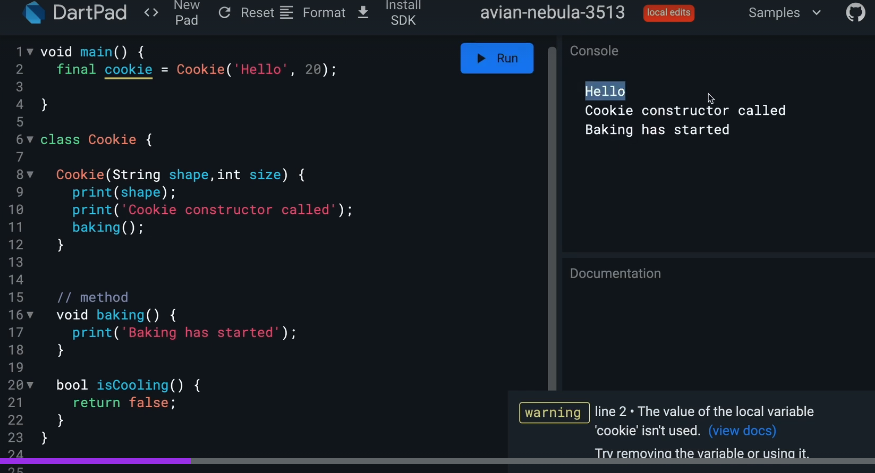 DartPad
<>
New Pad
Reset
Format
Install SDK
avian-nebula-3513
local edits
Samples
1 void main() {
2 final cookie = Cookie('Hello', 20);
3
4 }
5
6 class Cookie {
7
8 Cookie(String shape,int size) {
9 print(shape);
10 print('Cookie constructor called');
11 baking();
12 }
13
14
15 // method
16 void baking() {
17 print('Baking has started');
18 }
19
20 bool isCooling() {
21 return false;
22 }
23 }
24
25
Run
Console
Hello
Cookie constructor called
Baking has started
Documentation
warning
line 2 • The value of the local variable
'cookie' isn't used. (view docs)
Try removing the variable or using it.